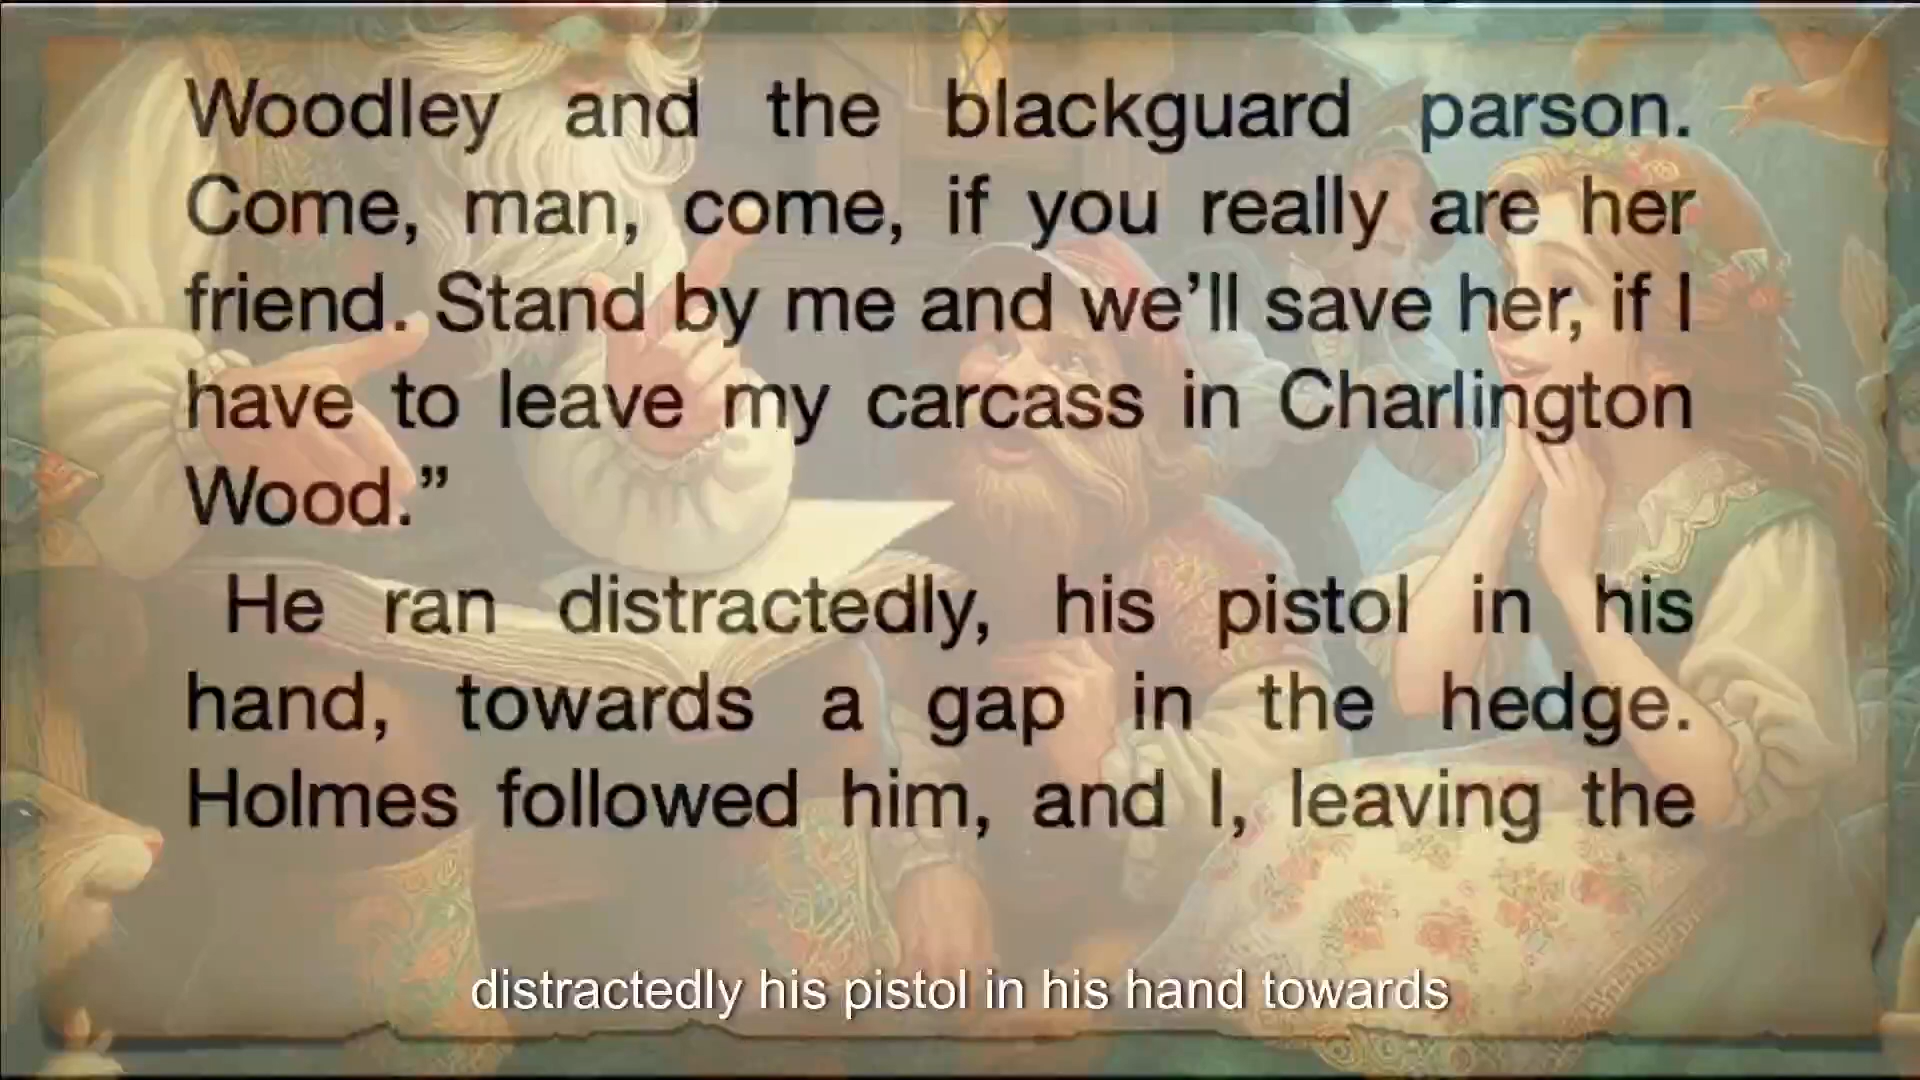 Woodley and the blackguard parson.
Come, man, come, if you really are her
friend. Stand by me and we’ll save her, if I
have to leave my carcass in Charlington
Wood.”
He ran distractedly, his pistol in his
hand, towards a gap in the hedge.
Holmes followed him, and I, leaving the
distractedly his pistol in his hand towards